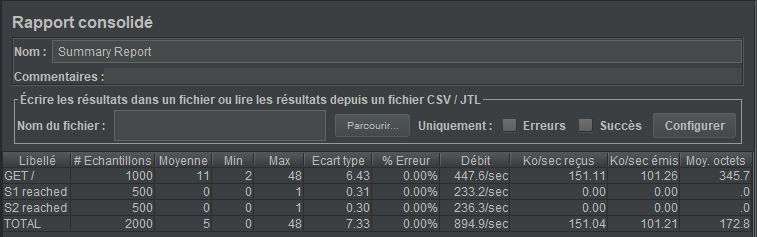 Rapport consolidé
Nom : Summary Report
Commentaires :
Écrire les résultats dans un fichier ou lire les résultats depuis un fichier CSV / JTL
Nom du fichier : Parcourir... Uniquement : Erreurs Succès Configurer
Libellé # Echantillons Moyenne Min Max Ecart type % Erreur Débit Ko/sec reçus Ko/sec émis Moy. octets
GET / 1000 11 2 48 6.43 0.00% 447.6/sec 151.11 101.26 345.7
S1 reached 500 0 0 1 0.31 0.00% 233.2/sec 0.00 0.00 .0
S2 reached 500 0 0 1 0.30 0.00% 236.3/sec 0.00 0.00 .0
TOTAL 2000 5 0 48 7.33 0.00% 894.9/sec 151.04 101.21 172.8